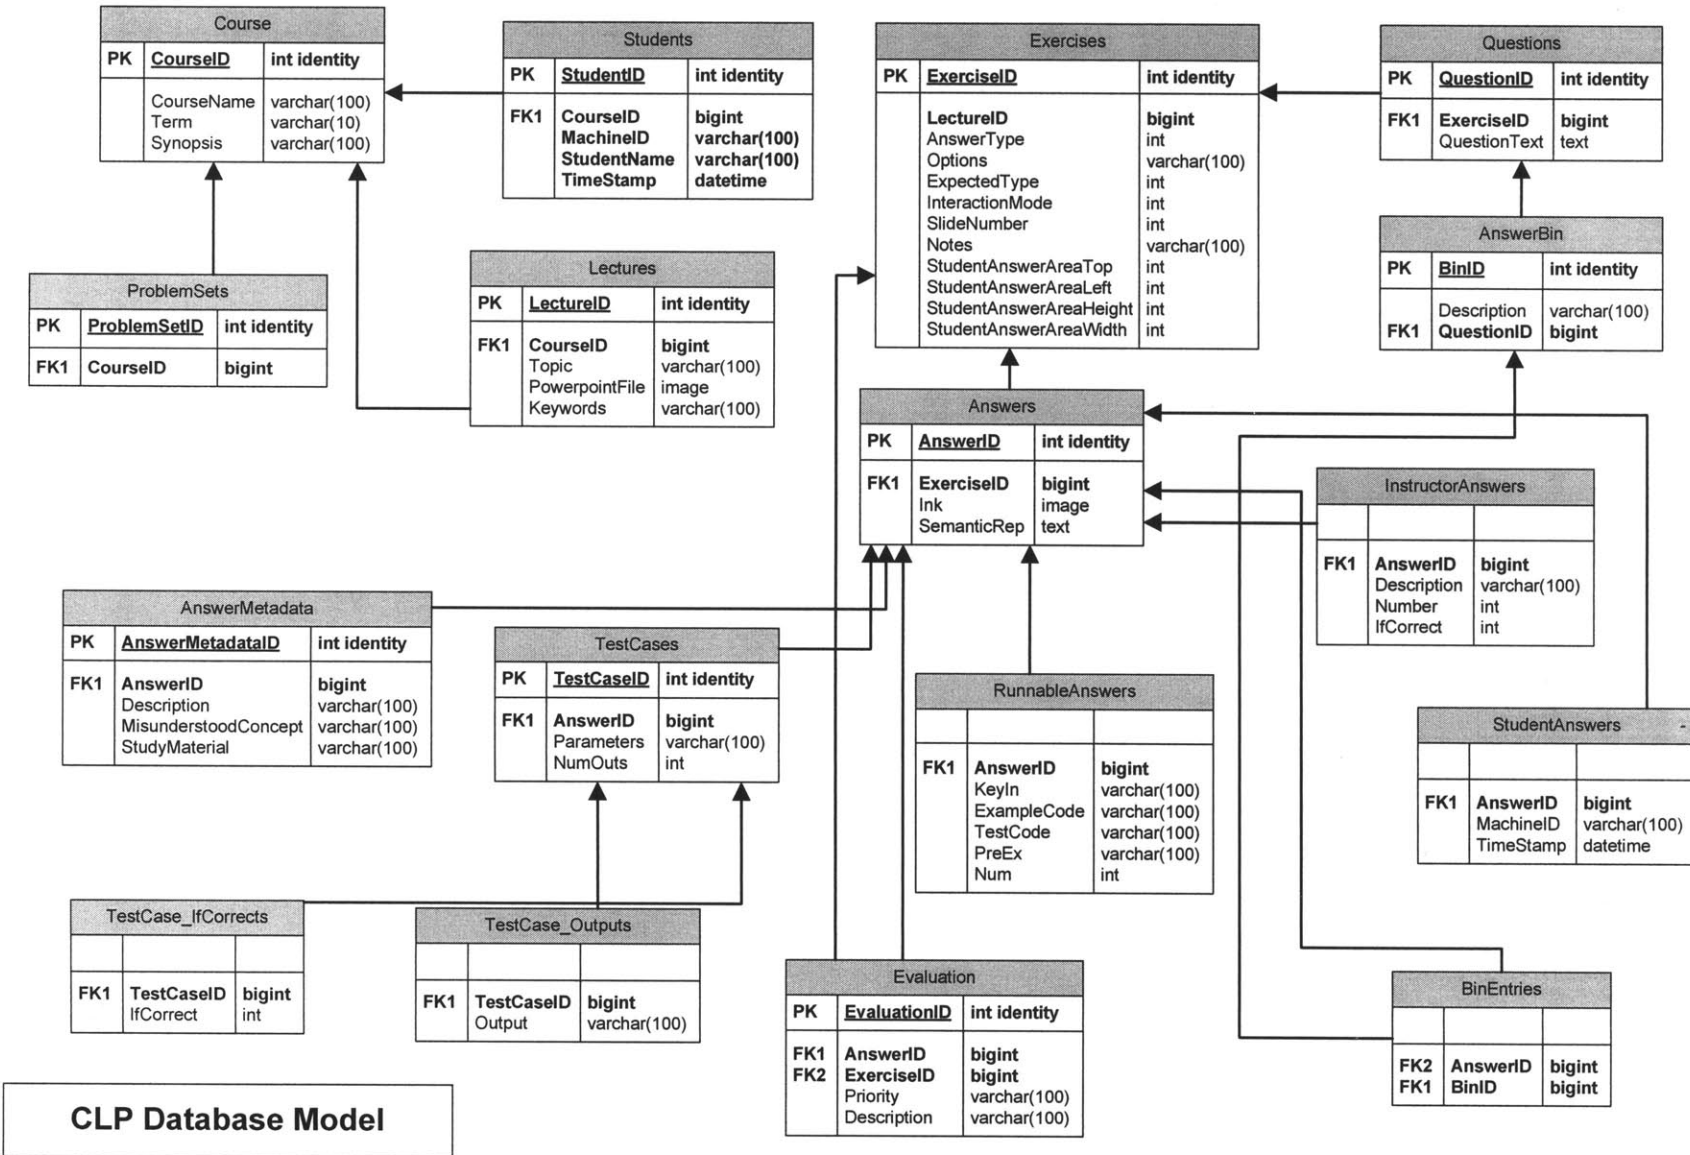 Course
PK CourseID int identity
CourseName varchar(100)
Term varchar(10)
Synopsis varchar(100)
Students
PK StudentID int identity
FK1 CourseID bigint
MachineID varchar(100)
StudentName varchar(100)
TimeStamp datetime
Exercises
PK ExerciseID int identity
LectureID bigint
AnswerType int
Options varchar(100)
ExpectedType int
InteractionMode int
SlideNumber int
Notes varchar(100)
StudentAnswerAreaTop int
StudentAnswerAreaLeft int
StudentAnswerAreaHeight int
StudentAnswerAreaWidth int
Questions
PK QuestionID int identity
FK1 ExerciseID bigint
QuestionText text
AnswerBin
PK BinID int identity
Description varchar(100)
FK1 QuestionID bigint
ProblemSets
PK ProblemSetID int identity
FK1 CourseID bigint
Lectures
PK LectureID int identity
FK1 CourseID bigint
Topic varchar(100)
PowerpointFile image
Keywords varchar(100)
Answers
PK AnswerID int identity
FK1 ExerciseID bigint
Ink image
SemanticRep text
InstructorAnswers
FK1 AnswerID bigint
Description varchar(100)
Number int
IfCorrect int
AnswerMetadata
PK AnswerMetadataID int identity
FK1 AnswerID bigint
Description varchar(100)
MisunderstoodConcept varchar(100)
StudyMaterial varchar(100)
TestCases
PK TestCaseID int identity
FK1 AnswerID bigint
Parameters varchar(100)
NumOuts int
RunnableAnswers
FK1 AnswerID bigint
KeyIn varchar(100)
ExampleCode varchar(100)
TestCode varchar(100)
PreEx varchar(100)
Num int
StudentAnswers
FK1 AnswerID bigint
MachineID varchar(100)
TimeStamp datetime
TestCase_IfCorrects
FK1 TestCaseID bigint
IfCorrect int
TestCase_Outputs
FK1 TestCaseID bigint
Output varchar(100)
Evaluation
PK EvaluationID int identity
FK1 AnswerID bigint
FK2 ExerciseID bigint
Priority varchar(100)
Description varchar(100)
BinEntries
FK2 AnswerID bigint
FK1 BinID bigint
CLP Database Model